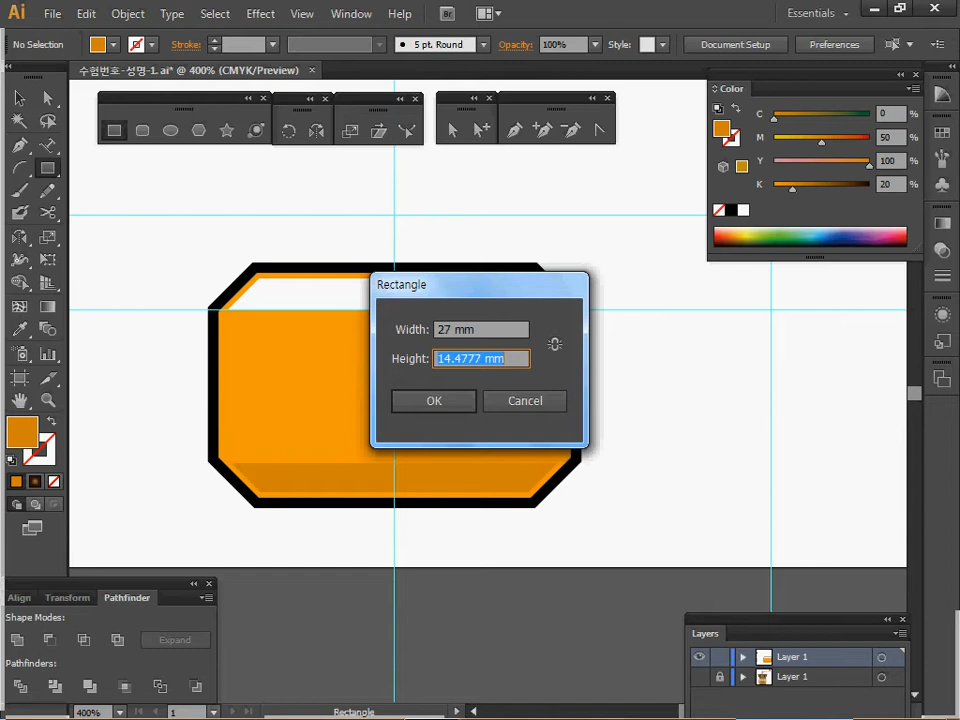 Ai File Edit Object Type Select Effect View Window Help Br Essentials
No Selection Stroke: 5 pt. Round Opacity: 100% Style: Document Setup Preferences
수험번호-성명-1. ai* @ 400% (CMYK/Preview)
Color
C 0 %
M 50 %
Y 100 %
K 20 %
Rectangle
Width: 27 mm
Height: 14.4777 mm
OK Cancel
Align Transform Pathfinder
Shape Modes:
Expand
Pathfinders:
Layers
Layer 1
Layer 1
400% 1 Rectangle